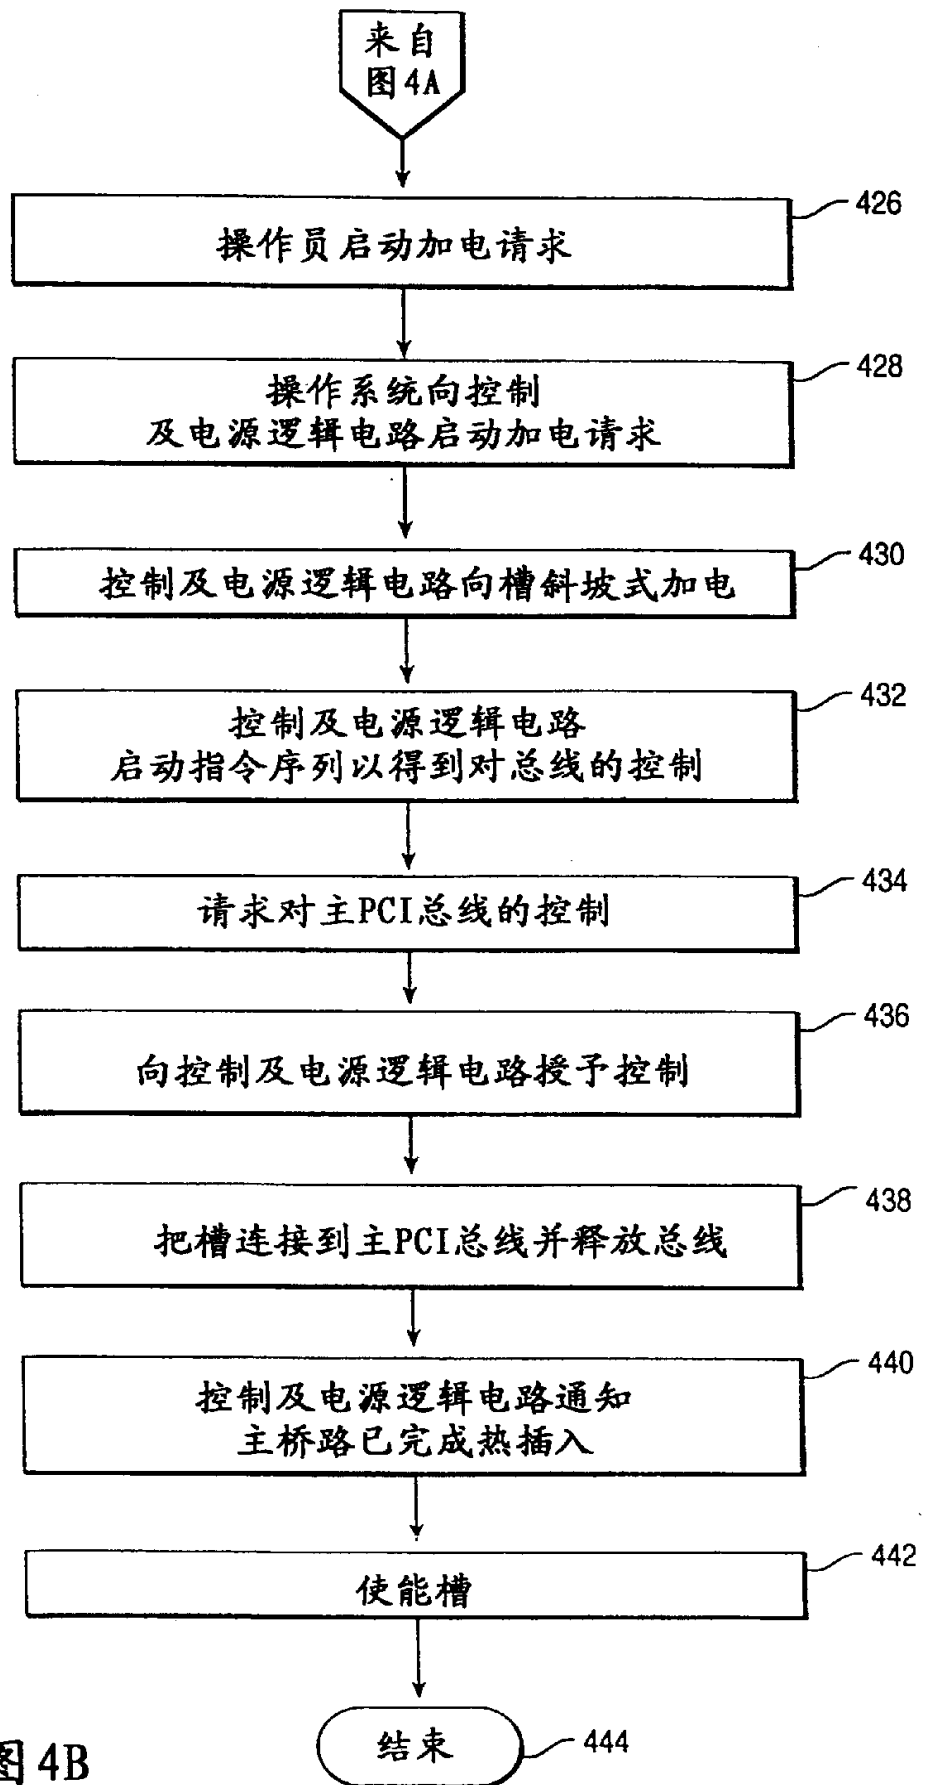 来自
图4A
426
操作员启动加电请求
428
操作系统向控制
及电源逻辑电路启动加电请求
430
控制及电源逻辑电路向槽斜坡式加电
432
控制及电源逻辑电路
启动指令序列以得到对总线的控制
434
请求对主PCI总线的控制
436
向控制及电源逻辑电路授予控制
438
把槽连接到主PCI总线并释放总线
440
控制及电源逻辑电路通知
主桥路已完成热插入
442
使能槽
结束
444
图4B